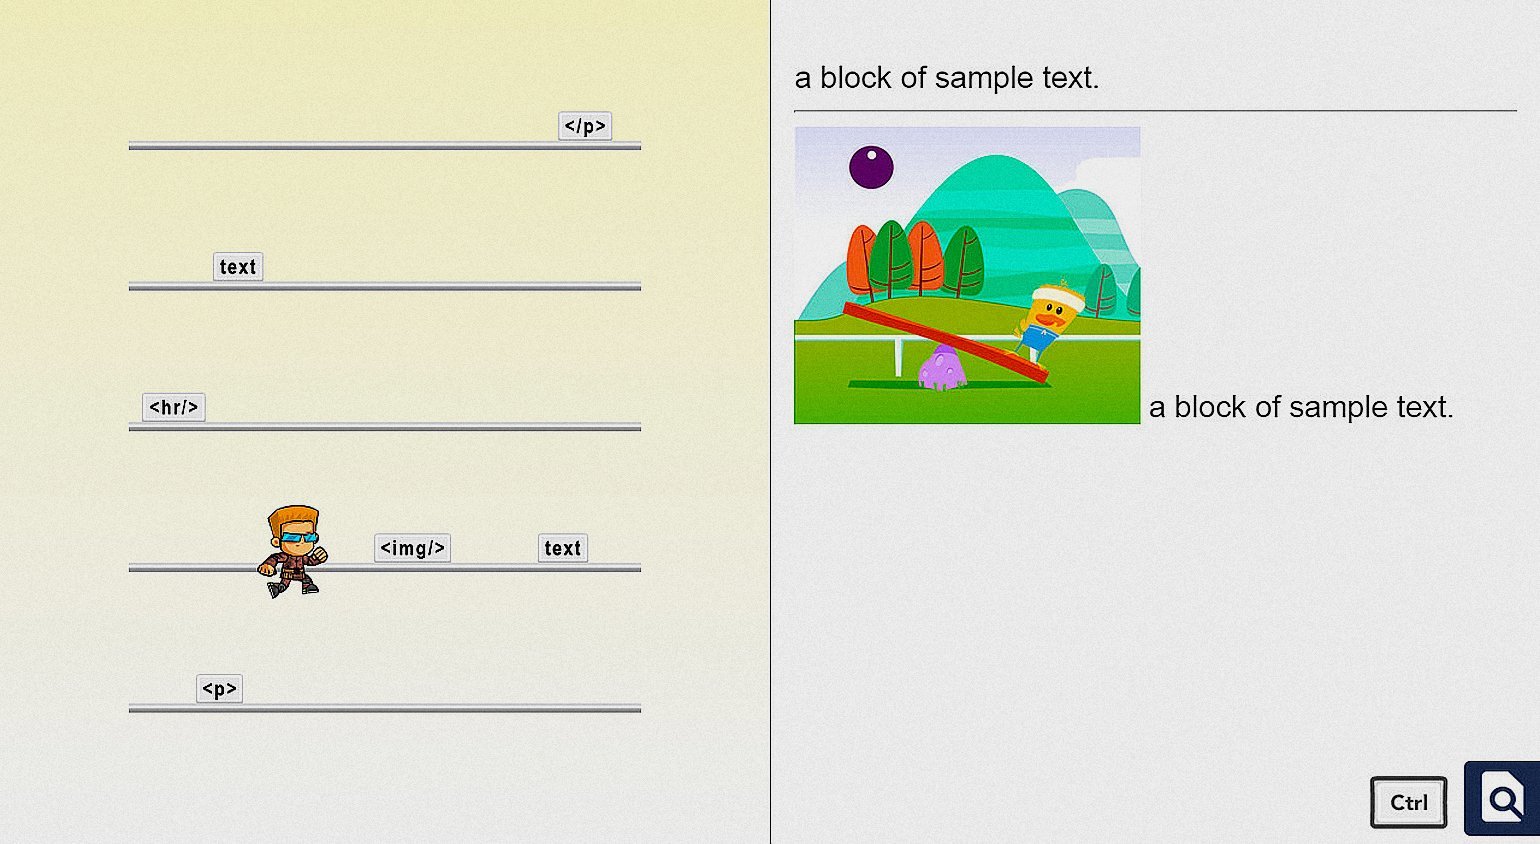 </p>
text
<hr/>
<img/> text
<p>
a block of sample text.
a block of sample text.
Ctrl